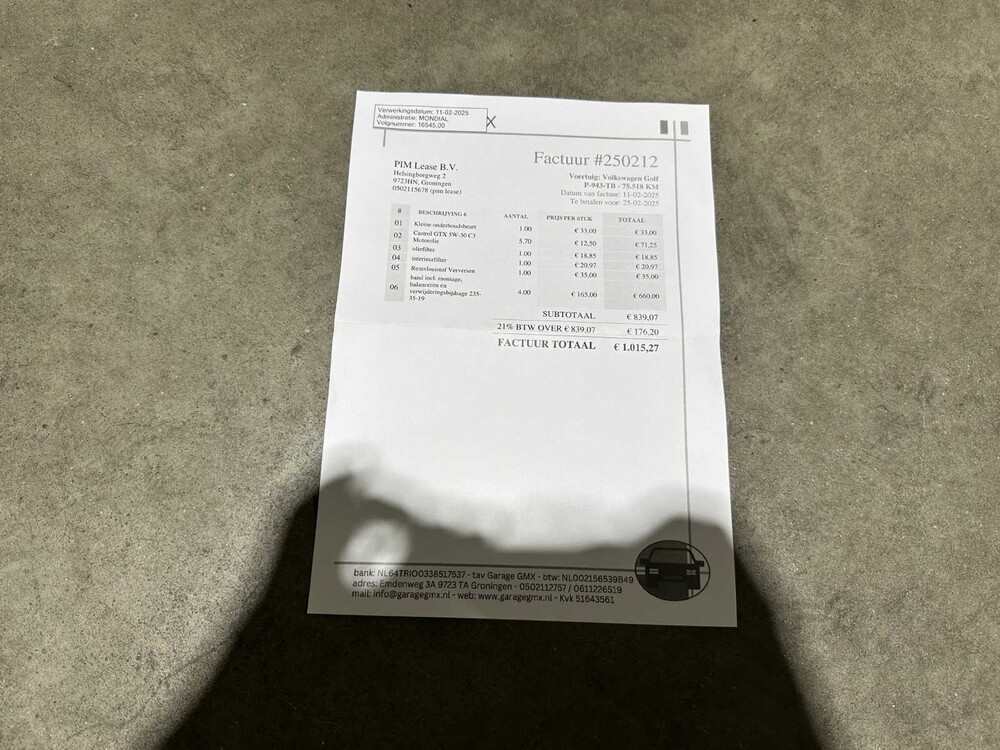 Verwerkingsdatum: 11-02-2025
Administratie: MONDIAL
Volgnummer: 16545,00
X
Factuur #250212
PIM Lease B.V.
Helsingborgweg 2
9723HN, Groningen
0502115678 (pim lease)
Voertuig: Volkswagen Golf
P-943-TB - 75.518 KM
Datum van factuur: 11-02-2025
Te betalen voor: 25-02-2025
# BESCHRIJVING 6 AANTAL PRIJS PER STUK TOTAAL
01 Kleine onderhoudsbeurt 1.00 € 33,00 € 33,00
02 Castrol GTX 5W-30 C3 Motorolie 5.70 € 12,50 € 71,25
03 oliefilter 1.00 € 18,85 € 18,85
04 interieurfilter 1.00 € 20,97 € 20,97
05 Remvloeistof Verversen 1.00 € 35,00 € 35,00
06 band incl. montage, balanceren en verwijderingsbijdrage 235-35-19 4.00 € 165,00 € 660,00
SUBTOTAAL € 839,07
21% BTW OVER € 839,07 € 176,20
FACTUUR TOTAAL € 1.015,27
bank: NL64TRIO0338517537 - tav Garage GMX - btw: NL002156539B49
adres: Emdenweg 3A 9723 TA Groningen - 0502112757 / 0611226519
mail: info@garagegmx.nl - web: www.garagegmx.nl - Kvk 51643561